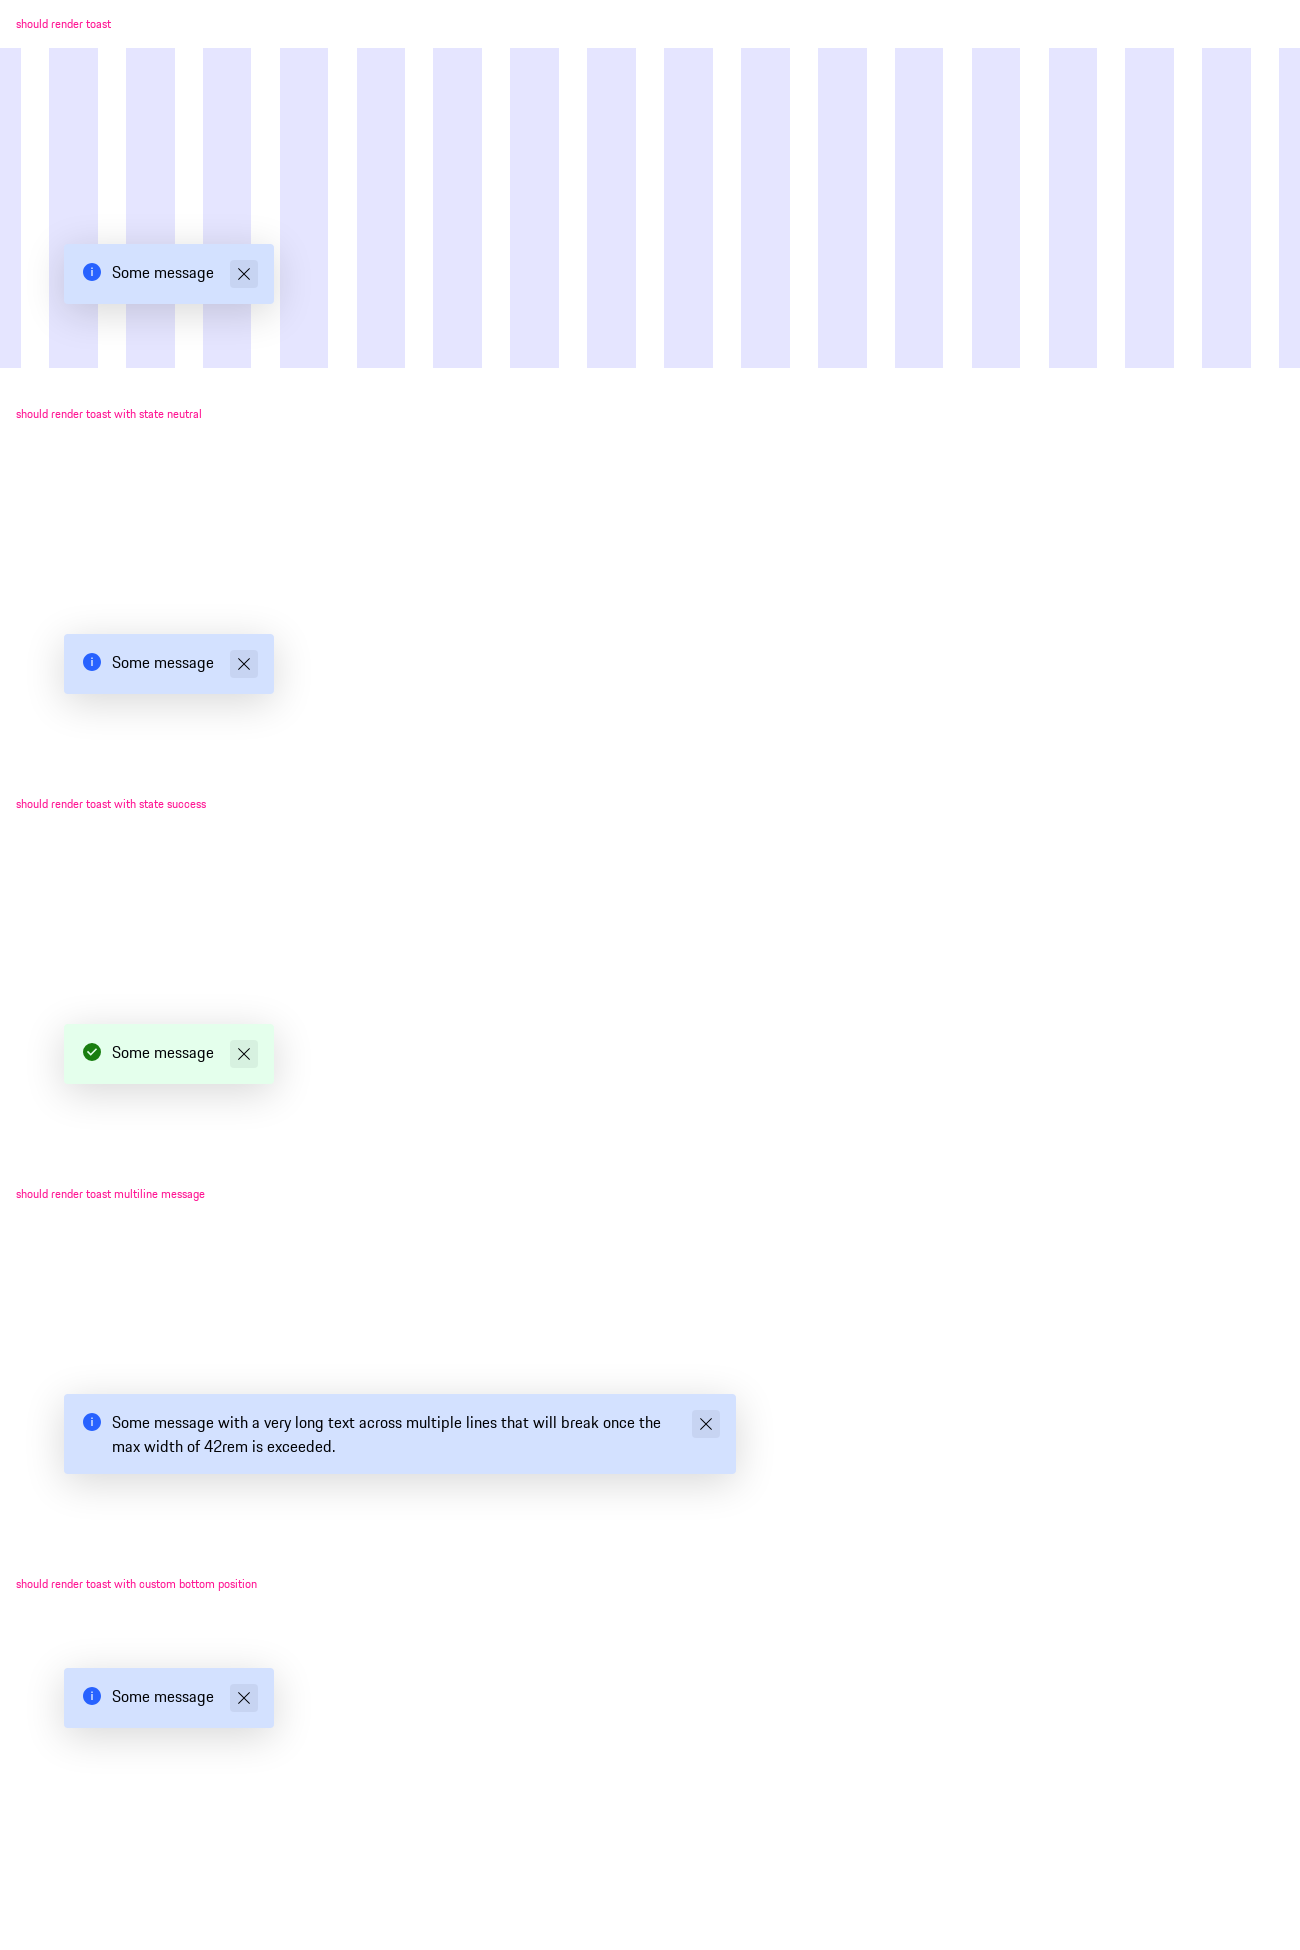 should render toast
Some message
should render toast with state neutral
Some message
should render toast with state success
Some message
should render toast multiline message
Some message with a very long text across multiple lines that will break once the
max width of 42rem is exceeded.
should render toast with custom bottom position
Some message